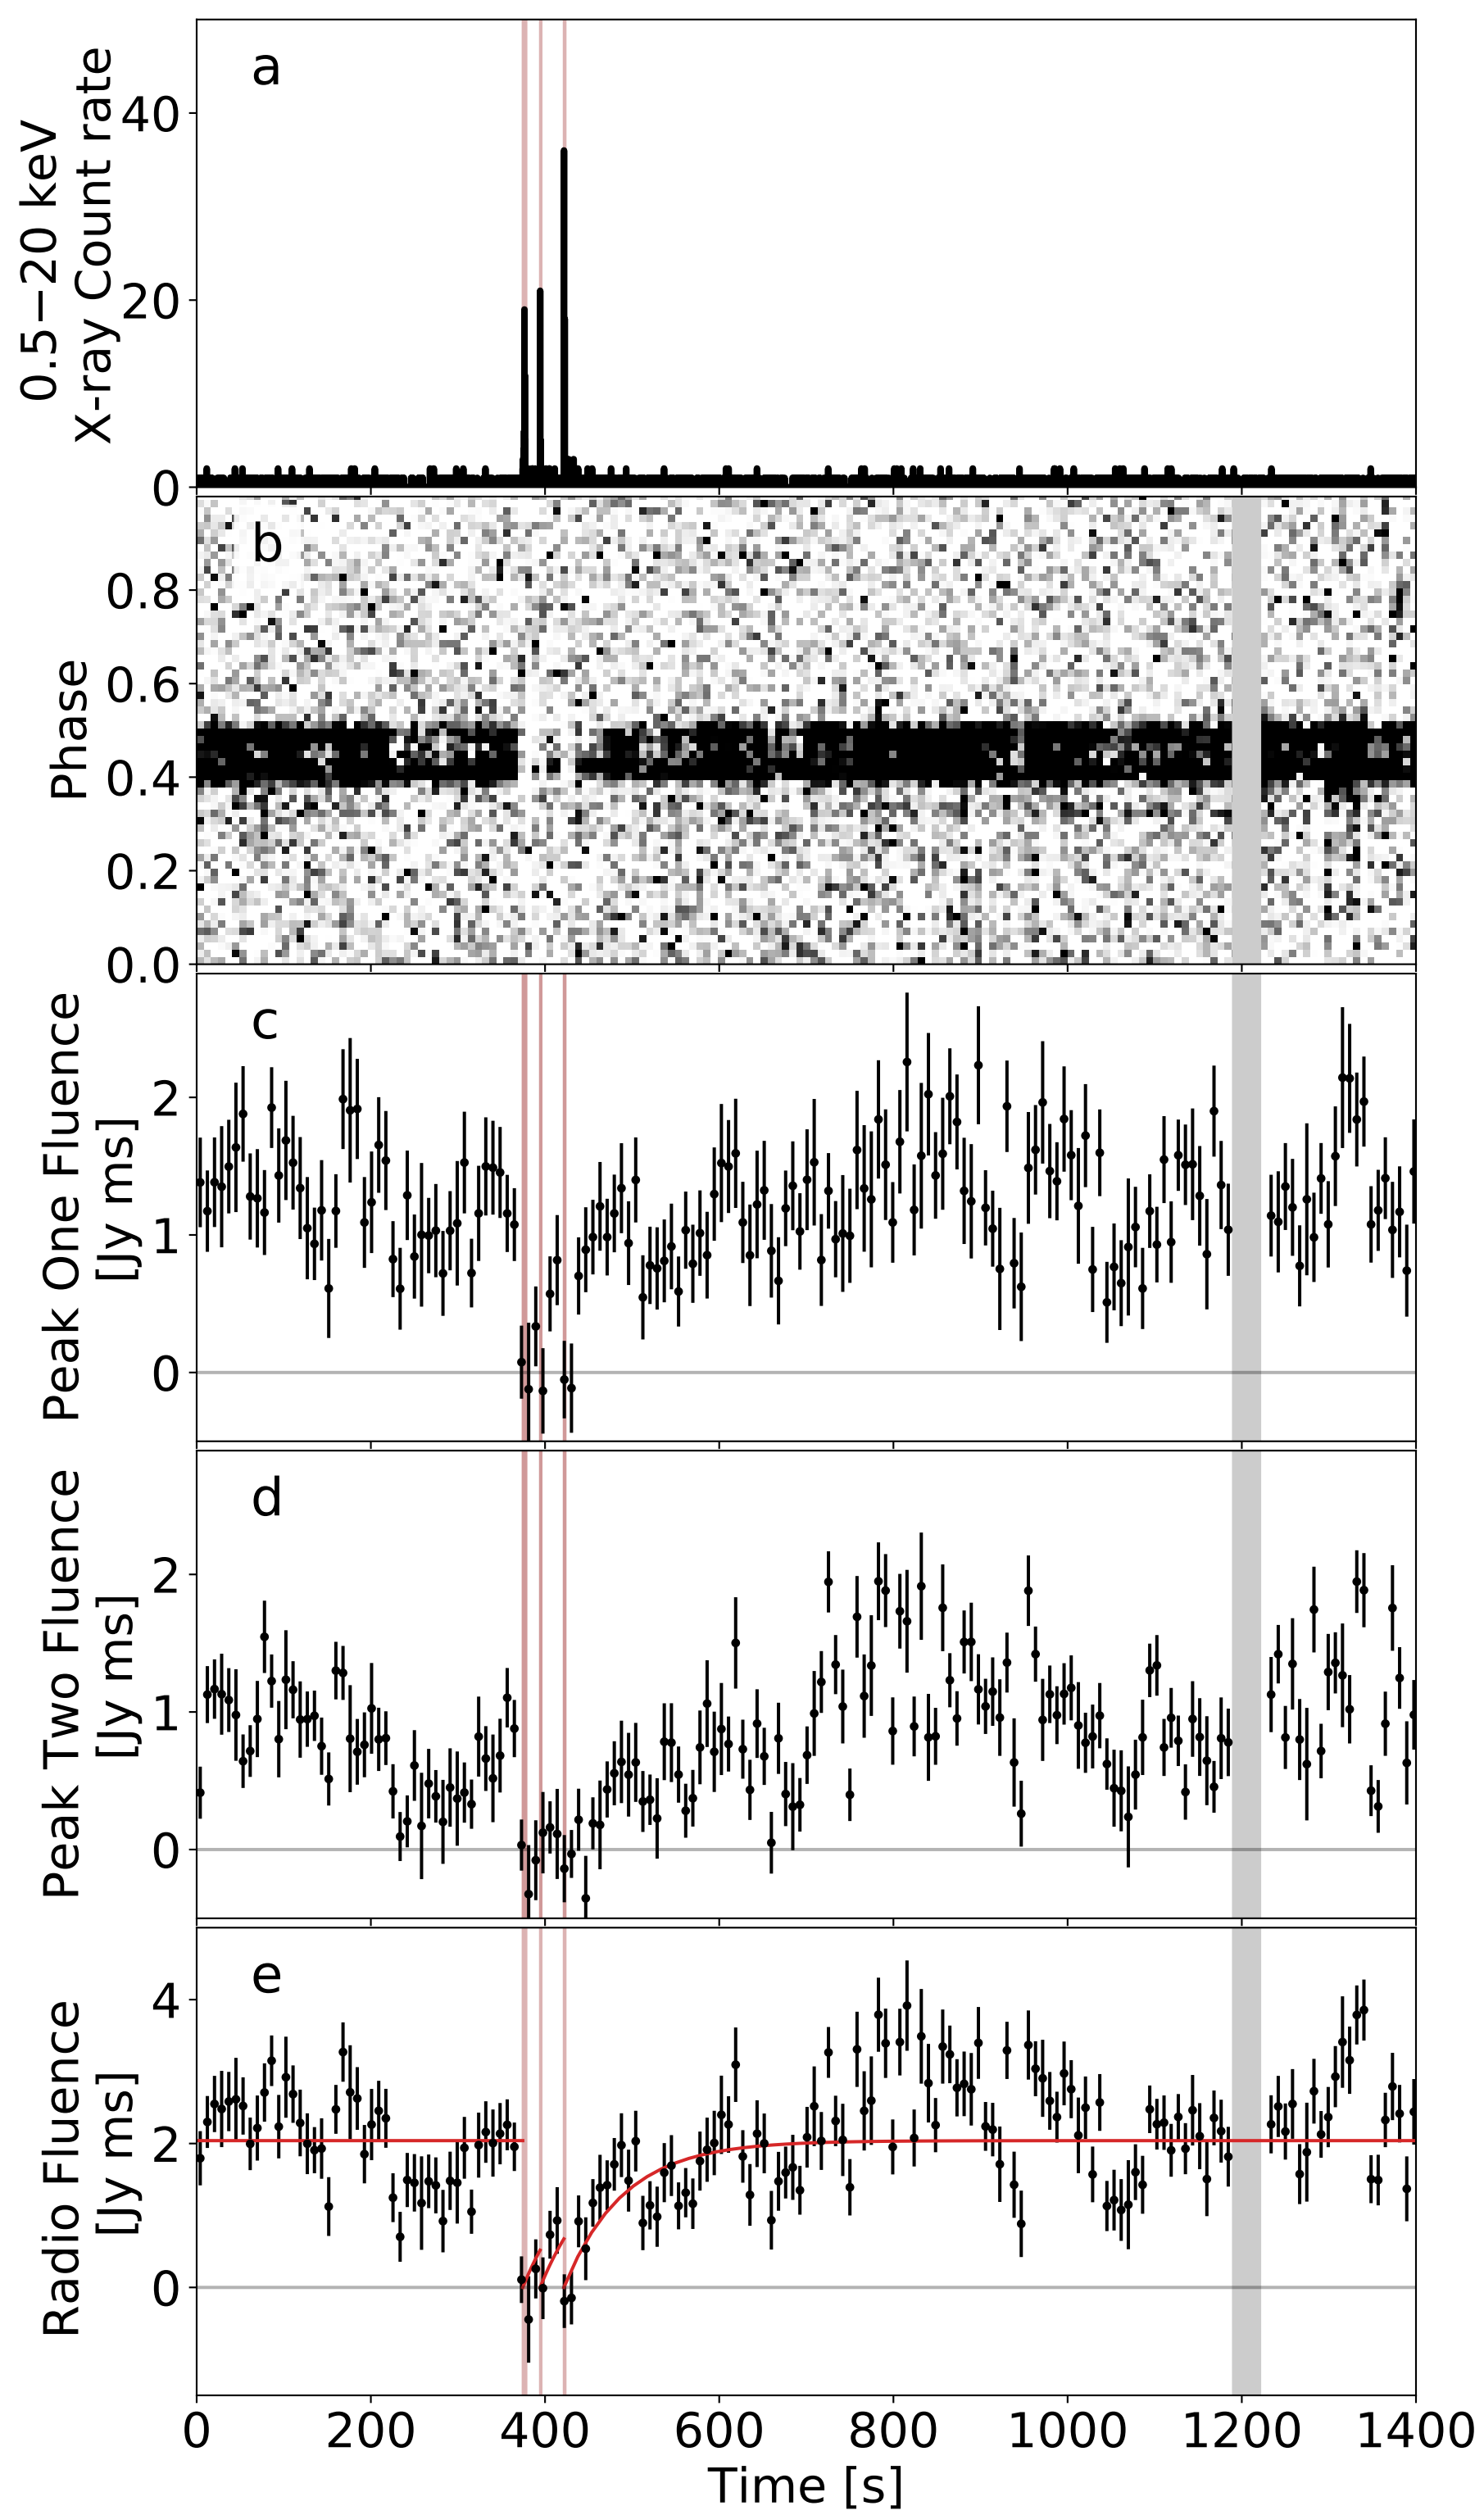 0.5−20 keV
X-ray Count rate
40
20
0
a
Phase
0.8
0.6
0.4
0.2
0.0
b
Peak One Fluence
[Jy ms]
2
1
0
c
Peak Two Fluence
[Jy ms]
2
1
0
d
Radio Fluence
[Jy ms]
4
2
0
e
0 200 400 600 800 1000 1200 1400
Time [s]